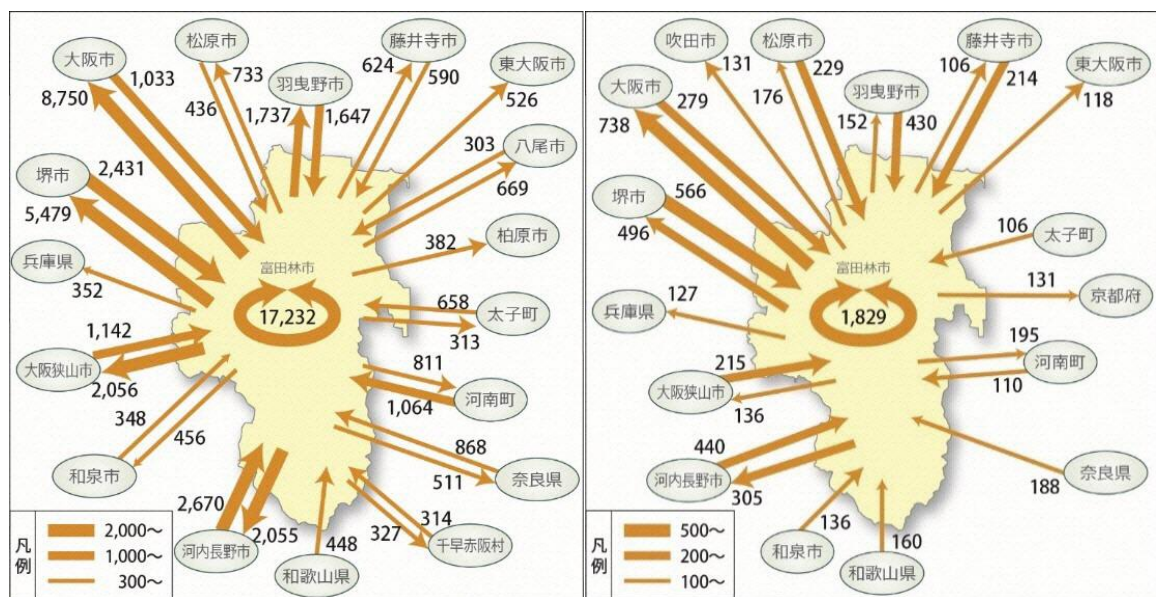 松原市
藤井寺市
大阪市
1,033
733
624
590
東大阪市
8,750
436
羽曳野市
526
1,737
1,647
303
八尾市
堺市
2,431
669
5,479
382
柏原市
兵庫県
富田林市
352
658
太子町
17,232
313
1,142
大阪狭山市
811
2,056
河南町
1,064
348
456
868
和泉市
511
奈良県
2,670
314
2,055
327
千早赤阪村
河内長野市
448
和歌山県
凡例
2,000～
1,000～
300～
吹田市
松原市
藤井寺市
131
229
106
東大阪市
大阪市
279
176
214
羽曳野市
118
738
152
430
堺市
566
106
太子町
496
富田林市
131
京都府
兵庫県
127
1,829
195
河南町
215
110
大阪狭山市
136
440
奈良県
河内長野市
188
305
136
和泉市
160
和歌山県
凡例
500～
200～
100～